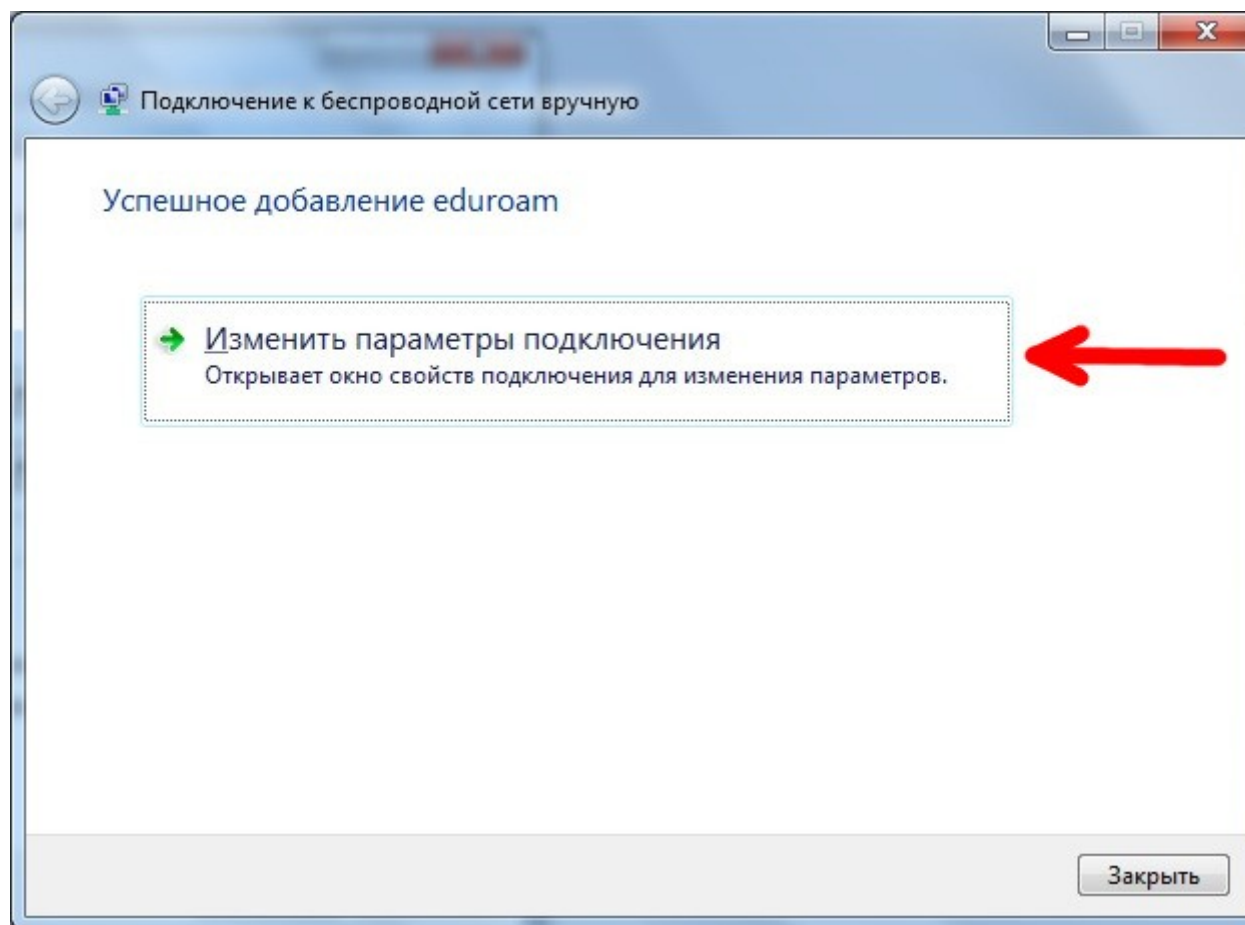 Подключение к беспроводной сети вручную
Успешное добавление eduroam
Изменить параметры подключения
Открывает окно свойств подключения для изменения параметров.
Закрыть